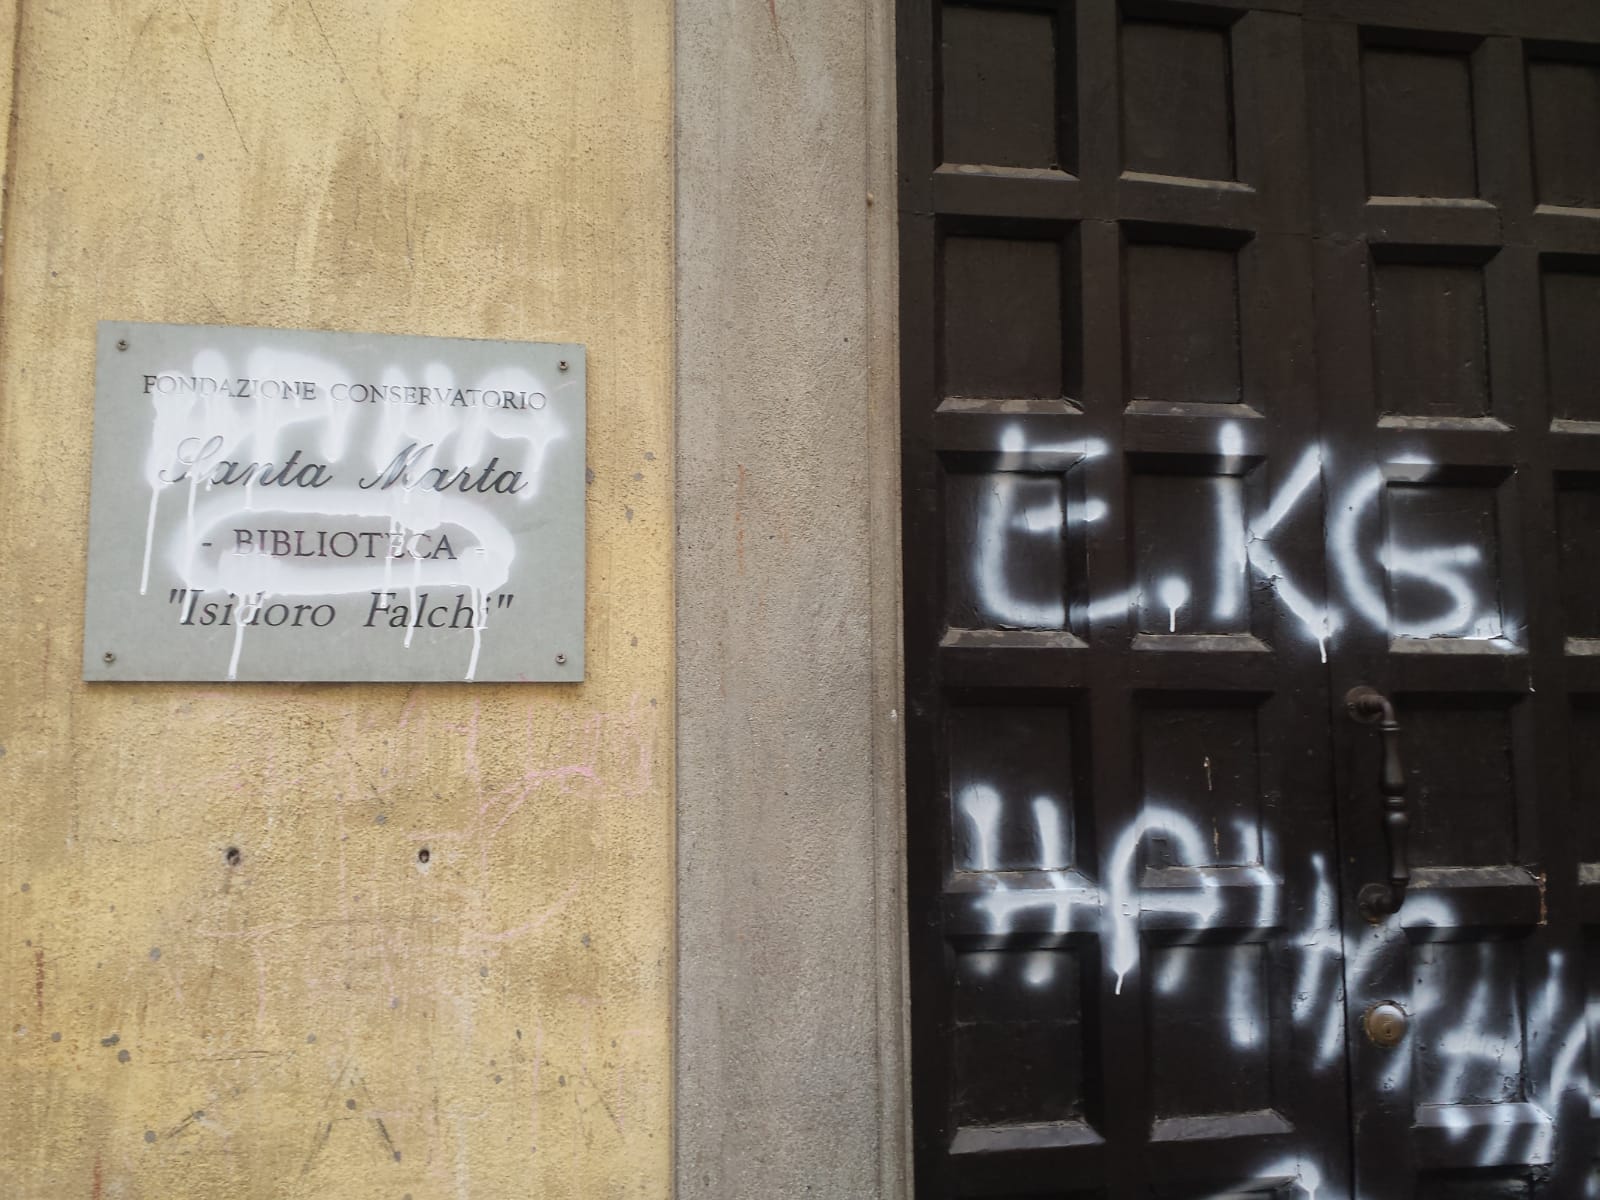 FONDAZIONE CONSERVATORIO
Santa Marta
- BIBLIOTECA -
"Isidoro Falchi"
E.KG